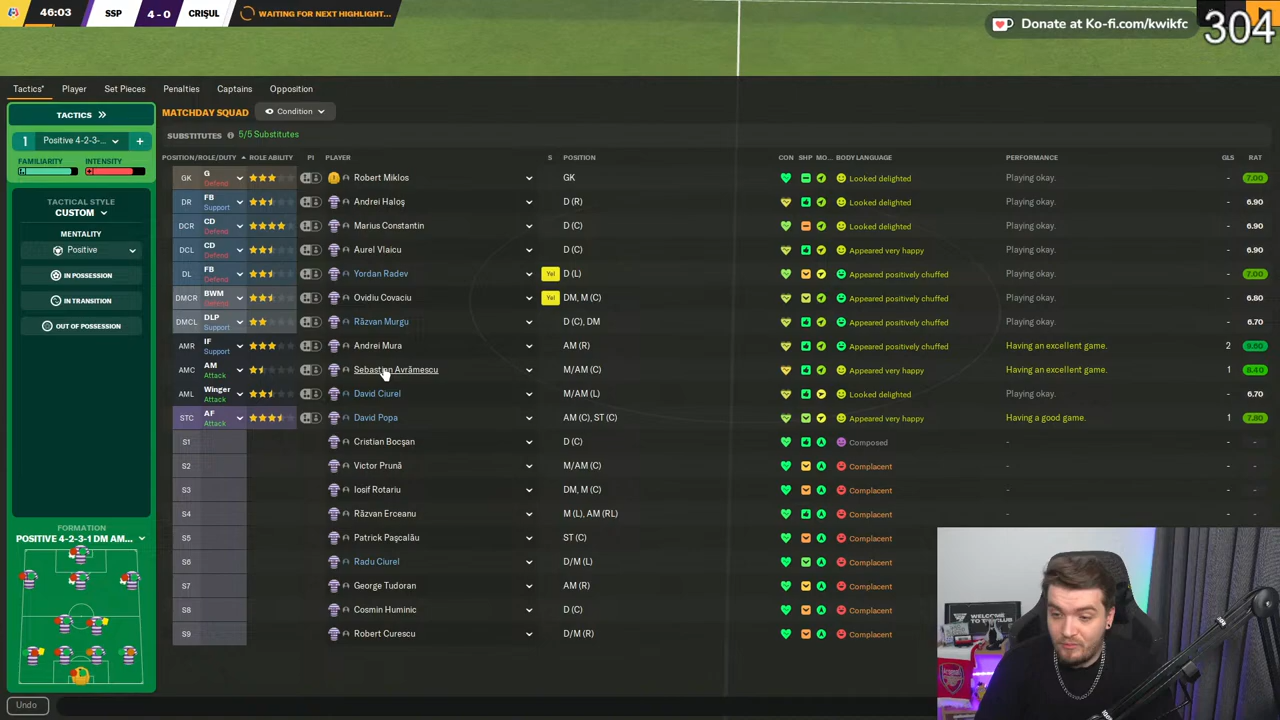 46:03 SSP 4 - 0 CRIȘUL WAITING FOR NEXT HIGHLIGHT...
Donate at Ko-fi.com/kwikfc
304
Tactics* Player Set Pieces Penalties Captains Opposition
TACTICS
MATCHDAY SQUAD Condition
SUBSTITUTES 5/5 Substitutes
1 Positive 4-2-3-...
FAMILIARITY INTENSITY
TACTICAL STYLE
CUSTOM
MENTALITY
Positive
IN POSSESSION
IN TRANSITION
OUT OF POSSESSION
FORMATION
POSITIVE 4-2-3-1 DM AM...
POSITION/ROLE/DUTY ROLE ABILITY PI PLAYER S POSITION CON SHP MO... BODY LANGUAGE PERFORMANCE GLS RAT
GK G Defend Robert Miklos GK Looked delighted Playing okay. - 7.00
DR FB Support Andrei Haloș D (R) Looked delighted Playing okay. - 6.90
DCR CD Defend Marius Constantin D (C) Looked delighted Playing okay. - 6.90
DCL CD Defend Aurel Vlaicu D (C) Appeared very happy Playing okay. - 6.90
DL FB Support Yordan Radev Yel D (L) Appeared positively chuffed Playing okay. - 7.00
DMCR BWM Defend Ovidiu Covaciu Yel DM, M (C) Appeared positively chuffed Playing okay. - 6.80
DMCL DLP Support Răzvan Murgu D (C), DM Appeared positively chuffed Playing okay. - 6.70
AMR IF Support Andrei Mura AM (R) Appeared positively chuffed Having an excellent game. 2 9.60
AMC AM Attack Sebastian Avrămescu M/AM (C) Appeared very happy Having an excellent game. 1 8.40
AML Winger Attack David Ciurel M/AM (L) Looked delighted Playing okay. - 6.70
STC AF Attack David Popa AM (C), ST (C) Appeared very happy Having a good game. 1 7.80
S1 Cristian Bocșan D (C) Composed - - -
S2 Victor Prună M/AM (C) Complacent - - -
S3 Iosif Rotariu DM, M (C) Complacent - - -
S4 Răzvan Erceanu M (L), AM (RL) Complacent - - -
S5 Patrick Pașcalău ST (C) Complacent
S6 Radu Ciurel D/M (L) Complacent
S7 George Tudoran AM (R) Complacent
S8 Cosmin Huminic D (C) Complacent
S9 Robert Curescu D/M (R) Complacent
Undo
WELCOME TO THE CLUB
Arsenal